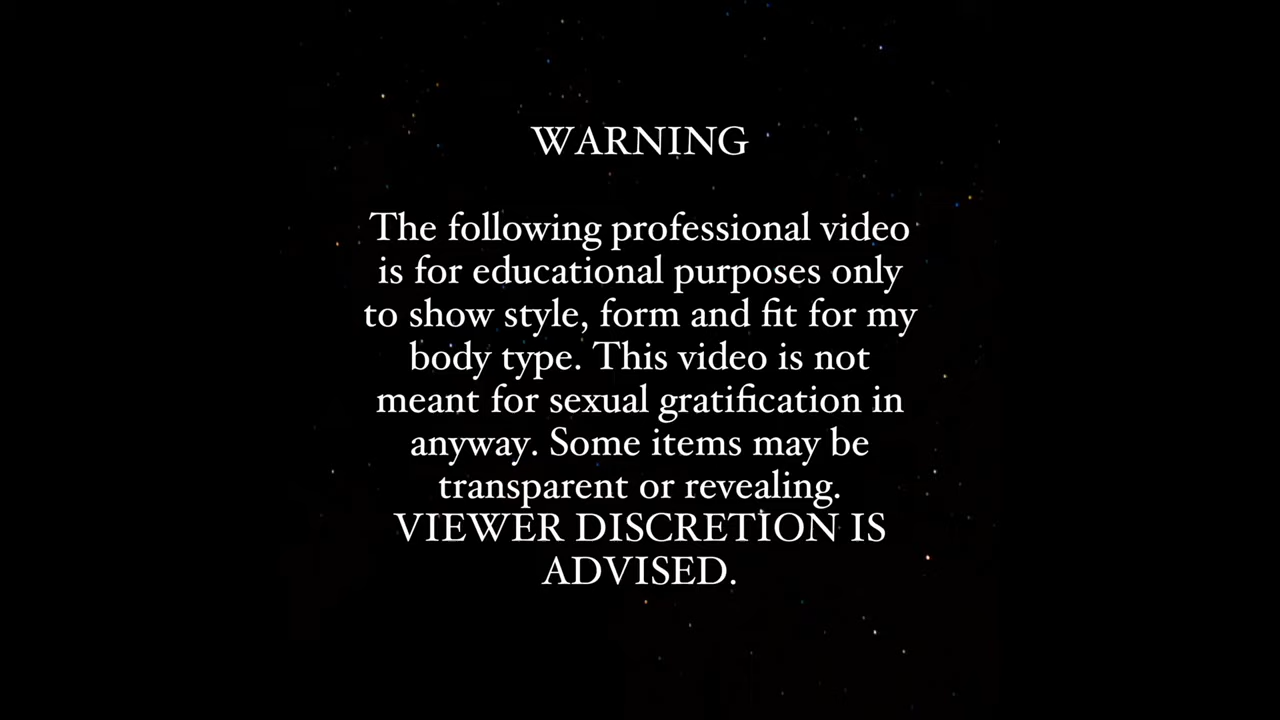 WARNING
The following professional video
is for educational purposes only
to show style, form and fit for my
body type. This video is not
meant for sexual gratification in
anyway. Some items may be
transparent or revealing.
VIEWER DISCRETION IS
ADVISED.